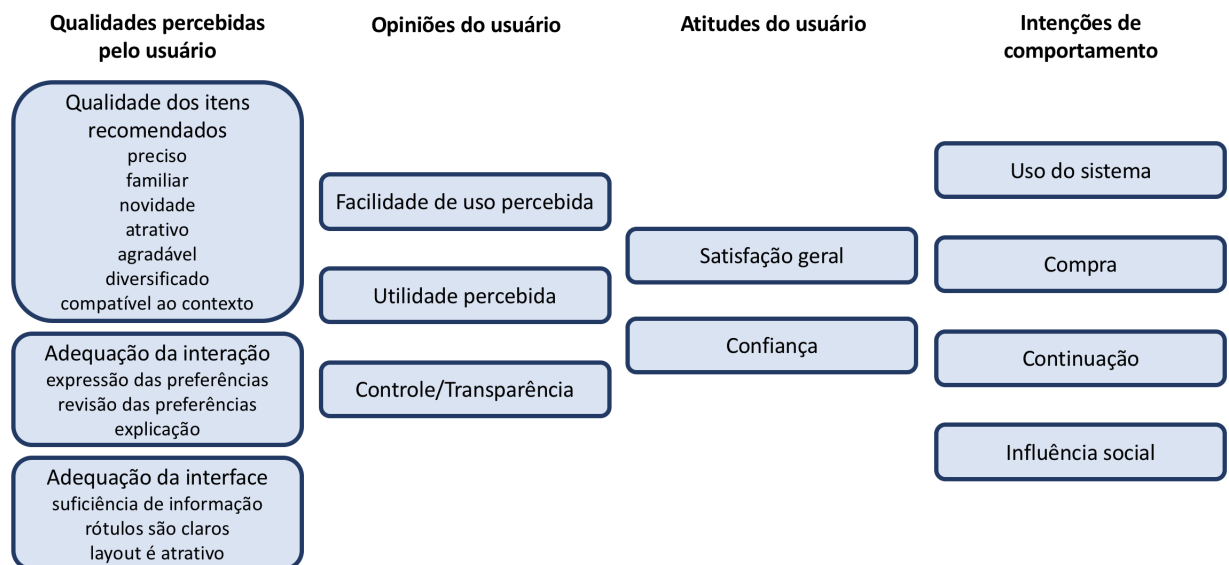 Qualidades percebidas
pelo usuário
Qualidade dos itens
recomendados
preciso
familiar
novidade
atrativo
agradável
diversificado
compatível ao contexto
Adequação da interação
expressão das preferências
revisão das preferências
explicação
Adequação da interface
suficiência de informação
rótulos são claros
layout é atrativo
Opiniões do usuário
Facilidade de uso percebida
Utilidade percebida
Controle/Transparência
Atitudes do usuário
Satisfação geral
Confiança
Intenções de
comportamento
Uso do sistema
Compra
Continuação
Influência social